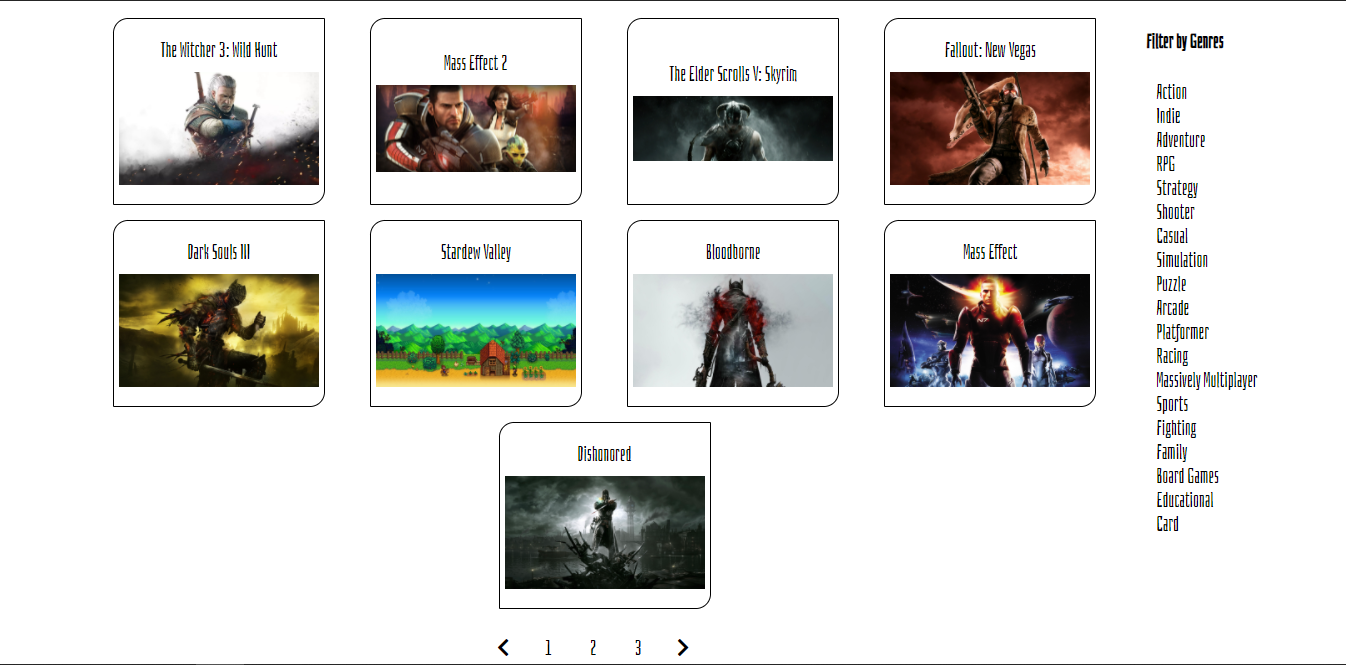 The Witcher 3: Wild Hunt
Mass Effect 2
The Elder Scrolls V: Skyrim
Fallout: New Vegas
Dark Souls III
Stardew Valley
Bloodborne
Mass Effect
N7
Dishonored
1 2 3
Filter by Genres
Action
Indie
Adventure
RPG
Strategy
Shooter
Casual
Simulation
Puzzle
Arcade
Platformer
Racing
Massively Multiplayer
Sports
Fighting
Family
Board Games
Educational
Card